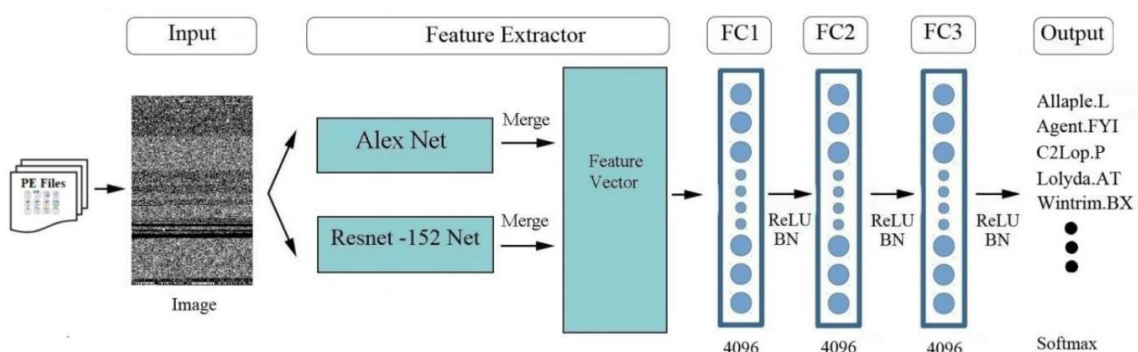 Input
Feature Extractor
FC1
FC2
FC3
Output
PE Files
Image
Alex Net
Resnet -152 Net
Merge
Merge
Feature
Vector
ReLU
BN
ReLU
BN
ReLU
BN
4096
4096
4096
Allaple.L
Agent.FYI
C2Lop.P
Lolyda.AT
Wintrim.BX
Softmax